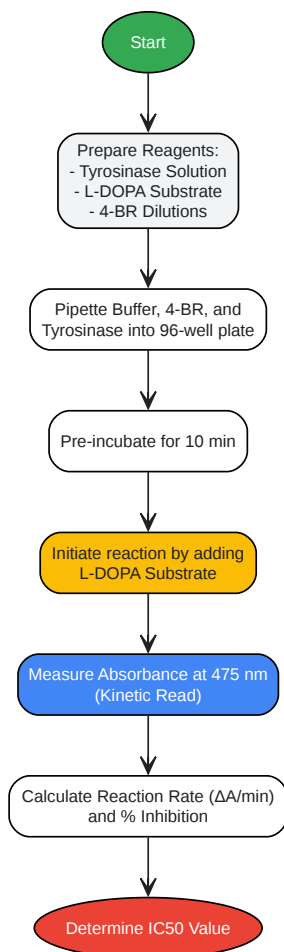 Start
Prepare Reagents:
- Tyrosinase Solution
- L-DOPA Substrate
- 4-BR Dilutions
Pipette Buffer, 4-BR, and
Tyrosinase into 96-well plate
Pre-incubate for 10 min
Initiate reaction by adding
L-DOPA Substrate
Measure Absorbance at 475 nm
(Kinetic Read)
Calculate Reaction Rate (ΔA/min)
and % Inhibition
Determine IC50 Value